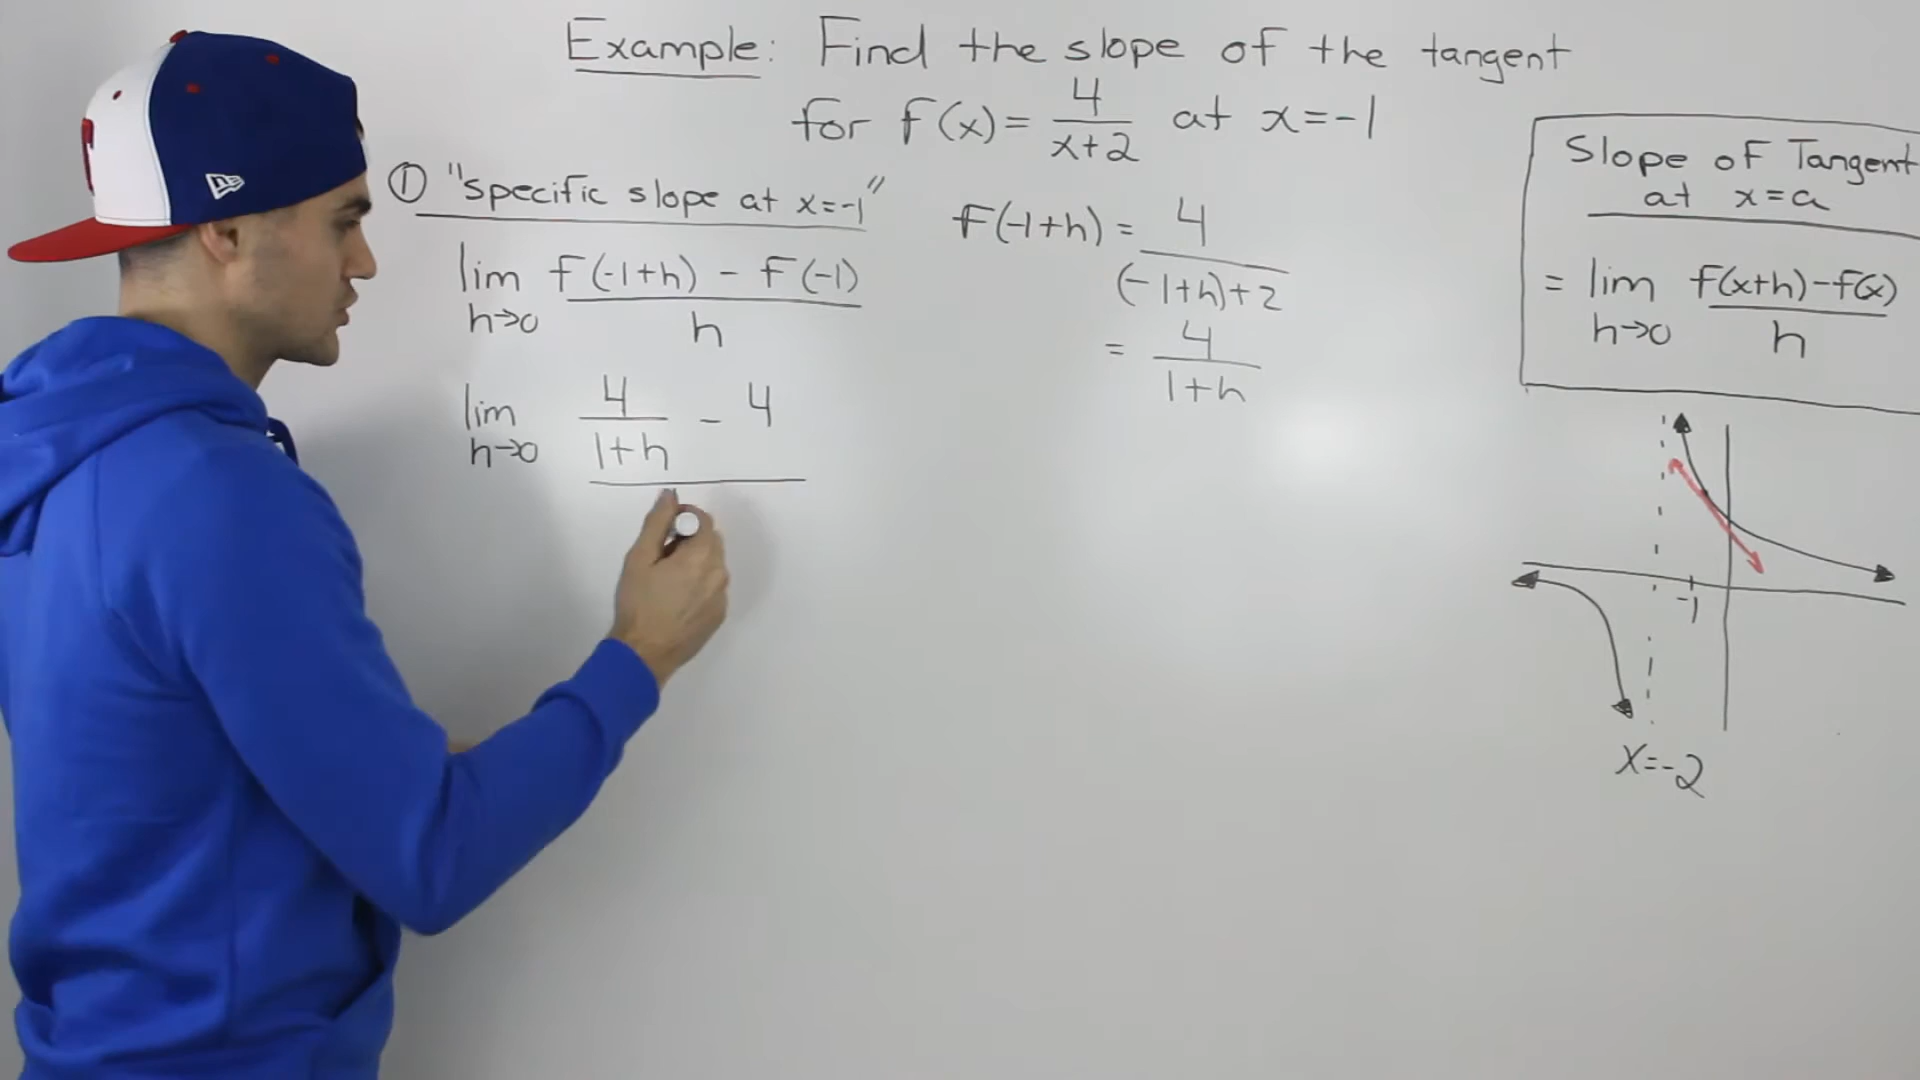 Example: Find the slope of the tangent
for f(x) = 4/(x+2) at x=-1
① "specific slope at x=-1"
lim h→0 (f(-1+h) - f(-1))/h
lim h→0 4/(1+h) - 4
F(-1+h) = 4/((-1+h)+2)
= 4/(1+h)
Slope of Tangent
at x=a
= lim h→0 (f(x+h)-f(x))/h
-1
x=-2